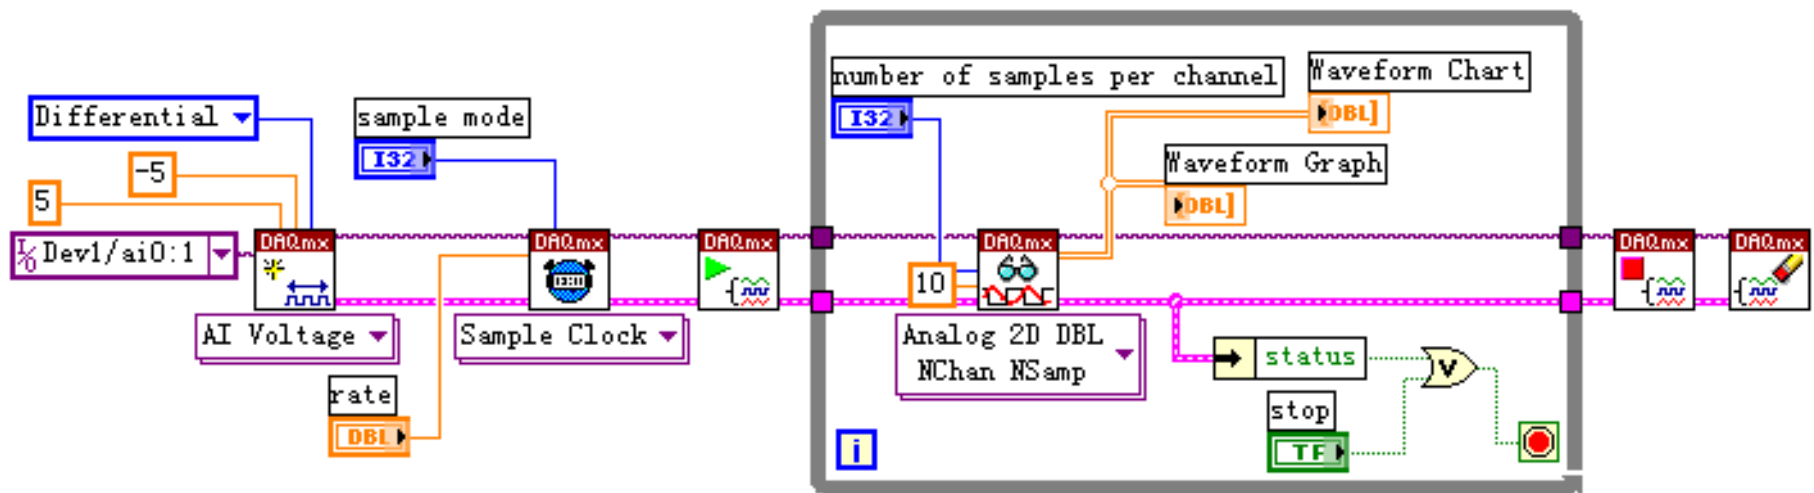 number of samples per channel
Waveform Chart
Differential
sample mode
I32
[DBL]
I32
Waveform Graph
-5
5
[DBL]
I/O Dev1/ai0:1
DAQmx
DAQmx
DAQmx
DAQmx
DAQmx
DAQmx
10
AI Voltage
Sample Clock
Analog 2D DBL
NChan NSamp
status
V
rate
stop
DBL
TF
i